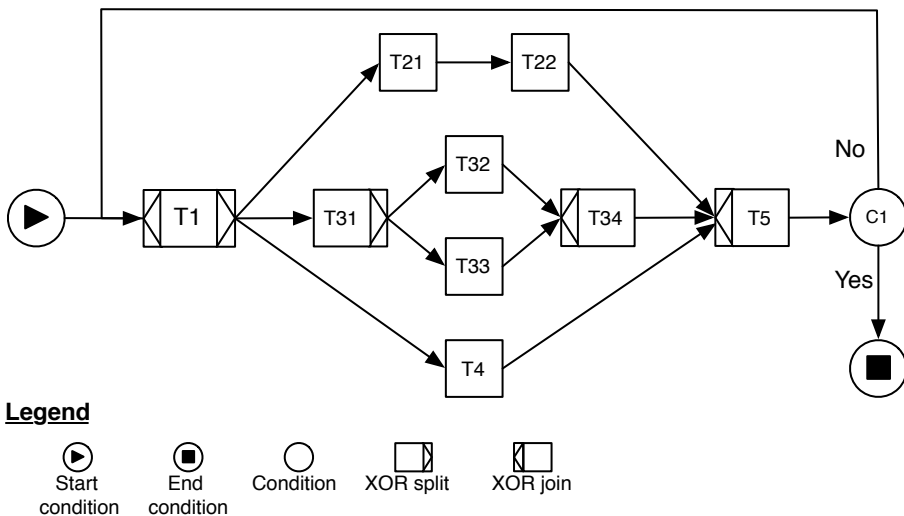 T21
T22
No
T32
T1
T31
T34
T5
C1
T33
Yes
T4
Legend
Start
condition
End
condition
Condition
XOR split
XOR join